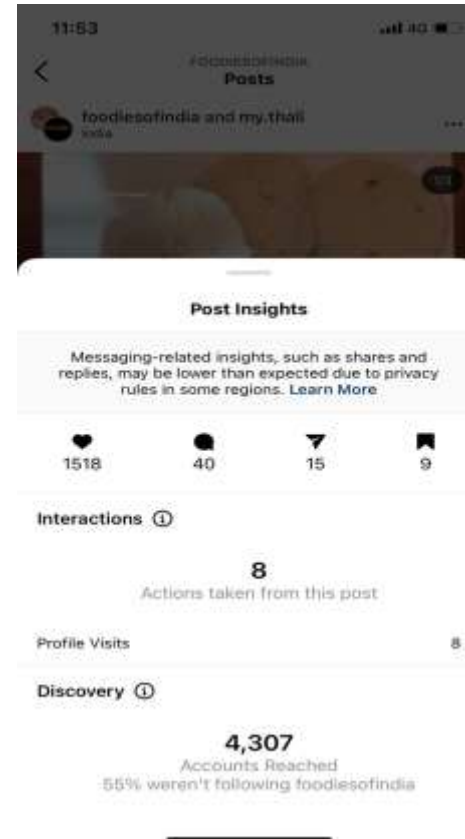 11:53
4G
FOODIESOFINDIA
Posts
foodiesofindia and my.thali
Post Insights
Messaging-related insights, such as shares and
replies, may be lower than expected due to privacy
rules in some regions. Learn More
1518 40 15 9
Interactions
8
Actions taken from this post
Profile Visits 8
Discovery
4,307
Accounts Reached
55% weren't following foodiesofindia